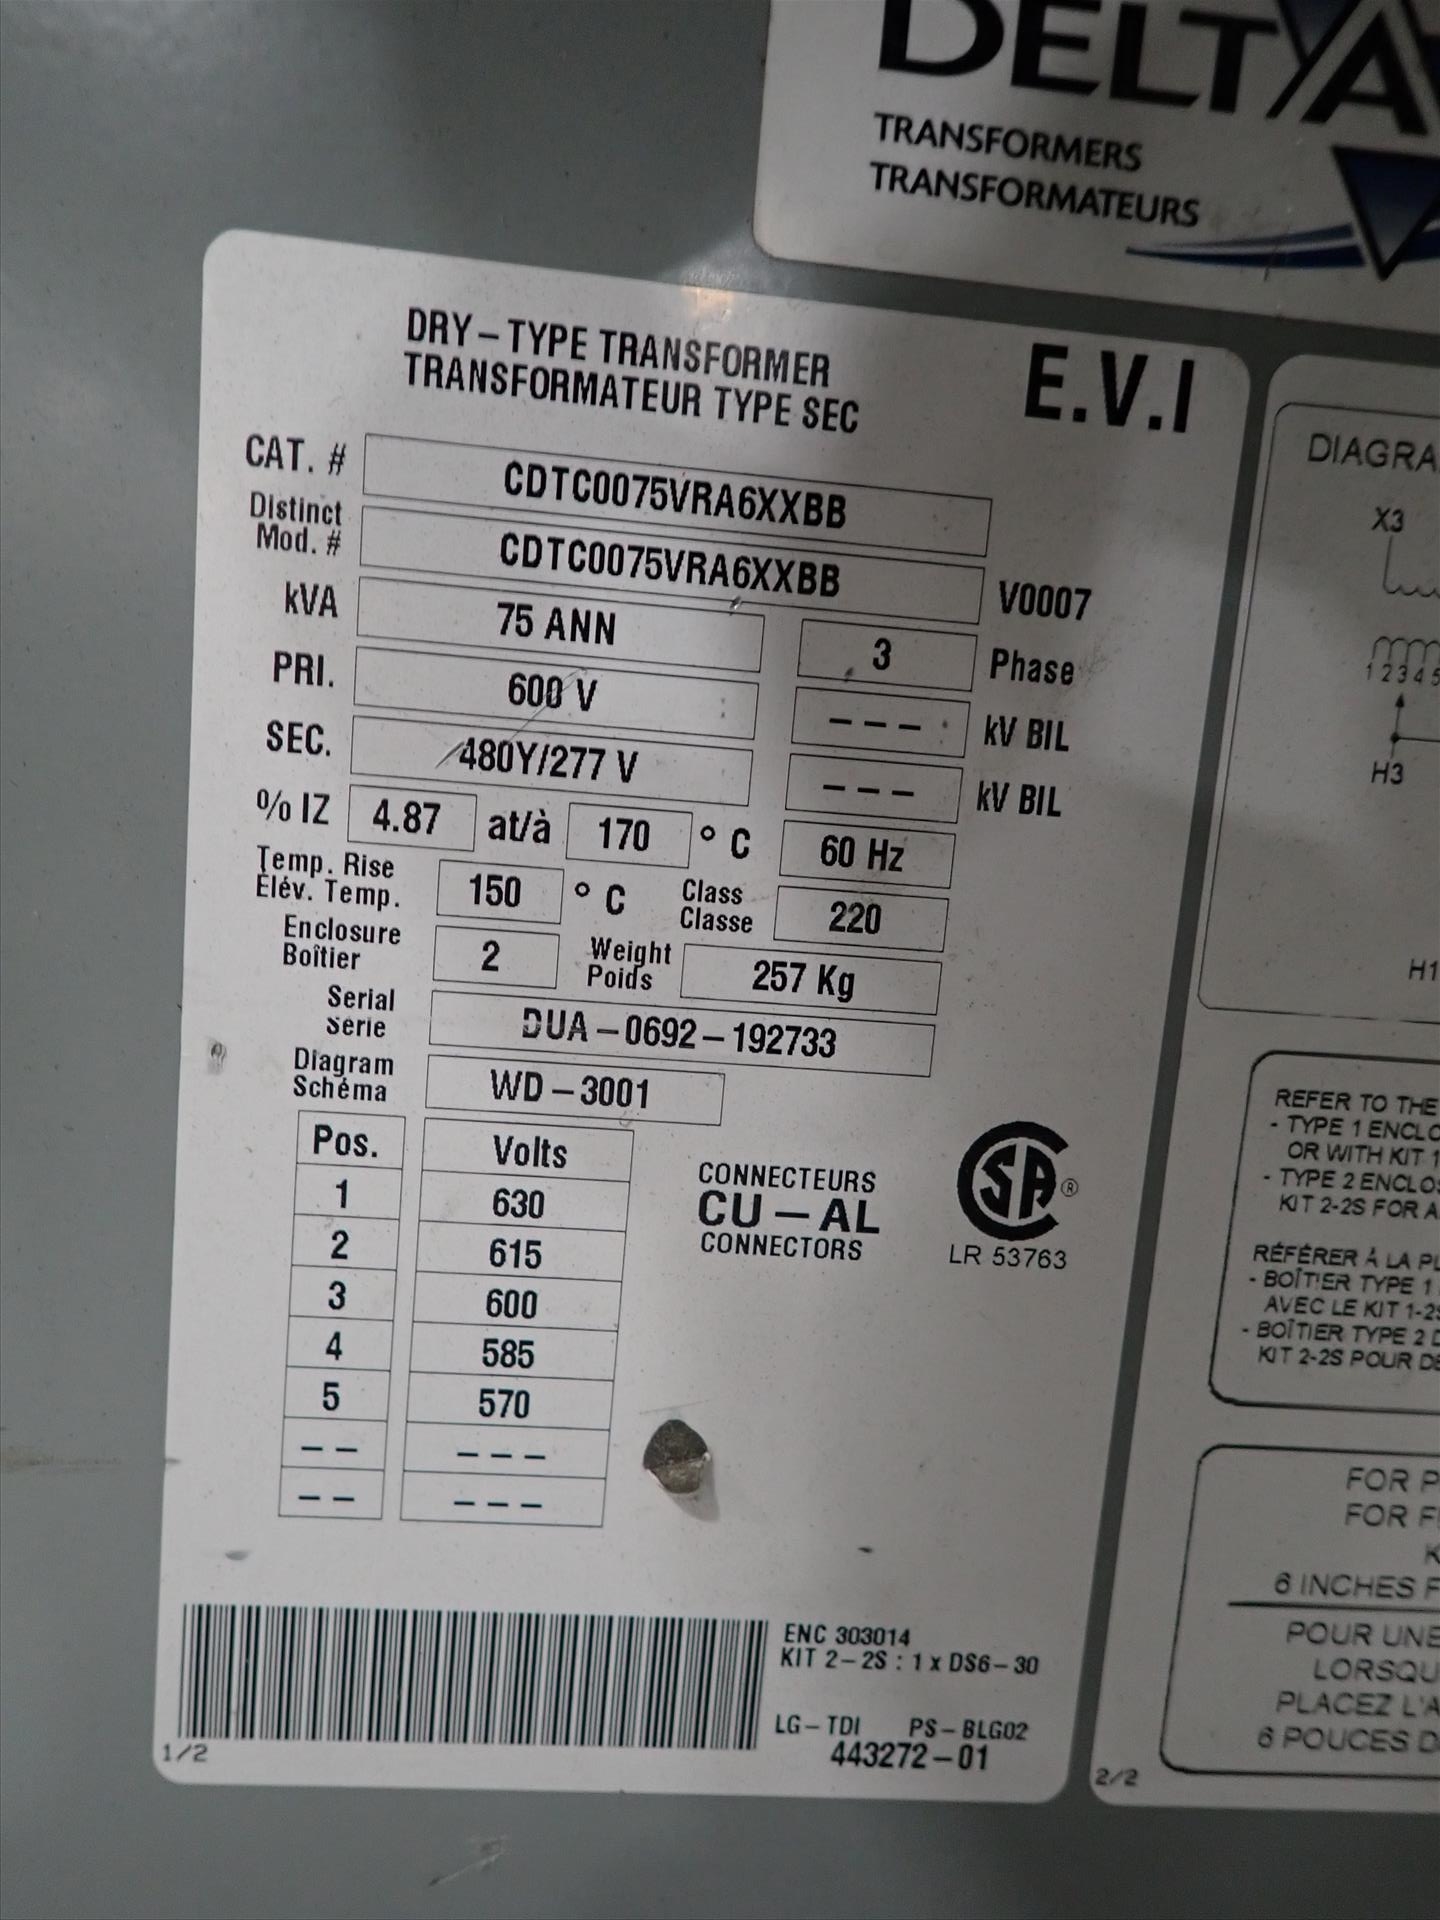 DELTA
TRANSFORMERS
TRANSFORMATEURS
DRY-TYPE TRANSFORMER
TRANSFORMATEUR TYPE SEC
E.V.I
CAT. # CDTC0075VRA6XXBB
Distinct Mod. # CDTC0075VRA6XXBB V0007
kVA 75 ANN 3 Phase
PRI. 600 V --- kV BIL
SEC. 480Y/277 V --- kV BIL
% IZ 4.87 at/à 170 ° C 60 Hz
Temp. Rise Élév. Temp. 150 ° C Class Classe 220
Enclosure Boîtier 2 Weight Poids 257 Kg
Serial Série DUA-0692-192733
Diagram Schéma WD-3001
Pos. Volts
1 630
2 615
3 600
4 585
5 570
-- ---
-- ---
CONNECTEURS
CU-AL
CONNECTORS
CSA ®
LR 53763
ENC 303014
KIT 2-2S : 1 x DS6-30
LG-TDI PS-BLG02
443272-01
1/2
DIAGRA
X3
1 2 3 4 5
H3
H1
REFER TO THE
- TYPE 1 ENCLO
OR WITH KIT 1
- TYPE 2 ENCLOS
KIT 2-2S FOR A
RÉFÉRER À LA PL
- BOÎTIER TYPE 1
AVEC LE KIT 1-2S
- BOÎTIER TYPE 2 D
KIT 2-2S POUR DE
FOR P
FOR F
K
6 INCHES F
POUR UNE
LORSQU
PLACEZ L'A
6 POUCES D
2/2